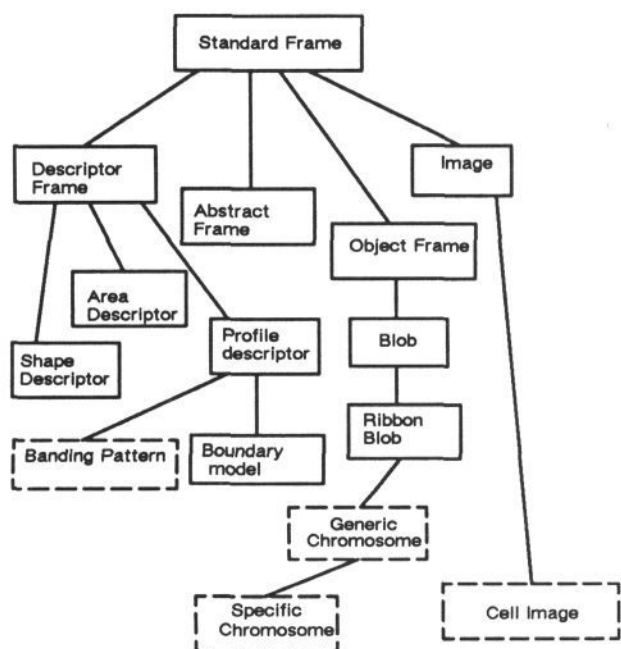 Standard Frame
Descriptor
Frame
Image
Abstract
Frame
Object Frame
Area
Descriptor
Profile
descriptor
Blob
Shape
Descriptor
Ribbon
Blob
Banding Pattern
Boundary
model
Generic
Chromosome
Specific
Chromosome
Cell Image